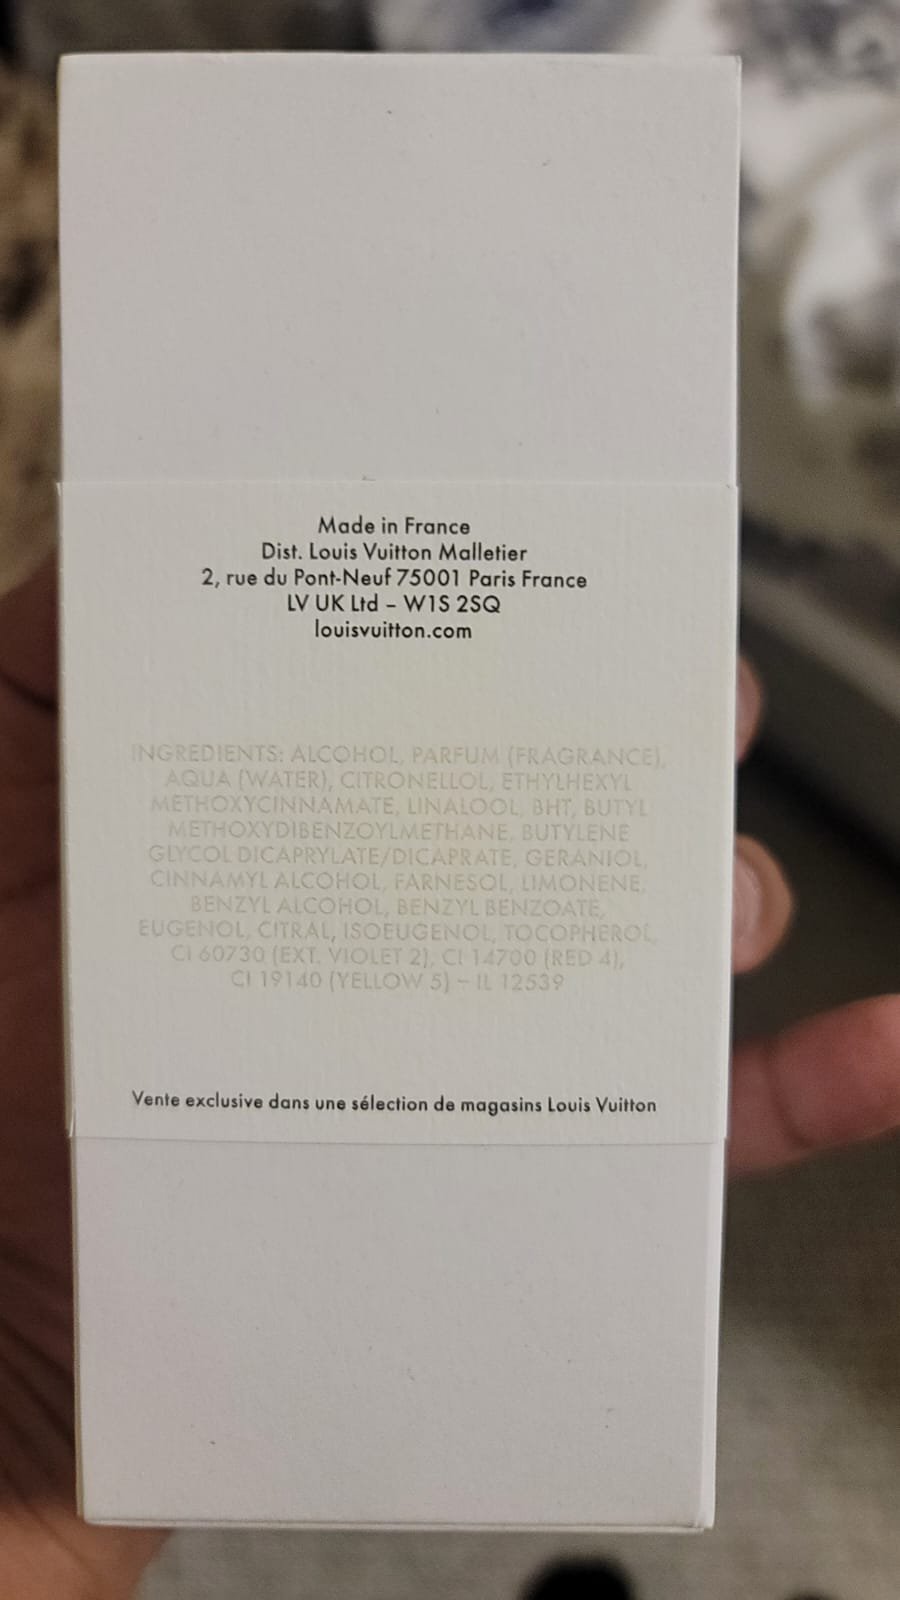 Made in France
Dist. Louis Vuitton Malletier
2, rue du Pont-Neuf 75001 Paris France
LV UK Ltd – W1S 2SQ
louisvuitton.com
INGREDIENTS: ALCOHOL, PARFUM (FRAGRANCE),
AQUA (WATER), CITRONELLOL, ETHYLHEXYL
METHOXYCINNAMATE, LINALOOL, BHT, BUTYL
METHOXYDIBENZOYLMETHANE, BUTYLENE
GLYCOL DICAPRYLATE/DICAPRATE, GERANIOL,
CINNAMYL ALCOHOL, FARNESOL, LIMONENE,
BENZYL ALCOHOL, BENZYL BENZOATE,
EUGENOL, CITRAL, ISOEUGENOL, TOCOPHEROL,
CI 60730 (EXT. VIOLET 2), CI 14700 (RED 4),
CI 19140 (YELLOW 5) – IL 12539
Vente exclusive dans une sélection de magasins Louis Vuitton